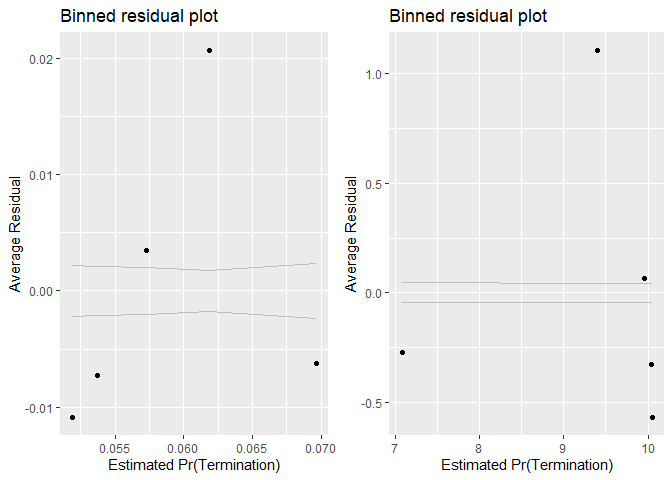 Binned residual plot
Average Residual
0.02
0.01
0.00
-0.01
0.055
0.060
0.065
0.070
Estimated Pr(Termination)
Binned residual plot
Average Residual
1.0
0.5
0.0
-0.5
7
8
9
10
Estimated Pr(Termination)